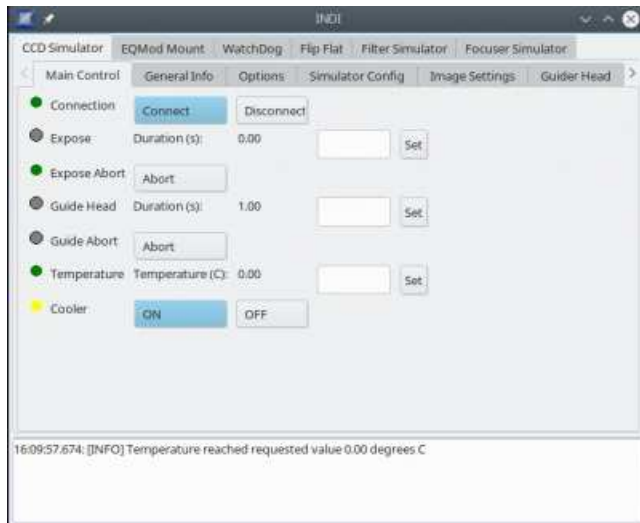 INDI
CCD Simulator EQMod Mount WatchDog Flip Flat Filter Simulator Focuser Simulator
Main Control General Info Options Simulator Config Image Settings Guider Head
Connection Connect Disconnect
Expose Duration (s): 0.00 Set
Expose Abort Abort
Guide Head Duration (s): 1.00 Set
Guide Abort Abort
Temperature Temperature (C): 0.00 Set
Cooler ON OFF
16:09:57.674: [INFO] Temperature reached requested value 0.00 degrees C